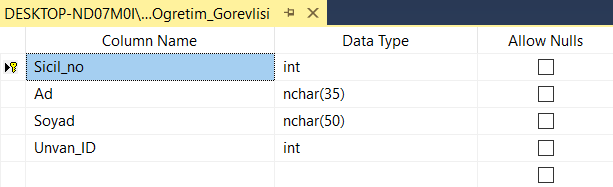 DESKTOP-ND07M0I\...Ogretim_Gorevlisi
Column Name Data Type Allow Nulls
Sicil_no int
Ad nchar(35)
Soyad nchar(50)
Unvan_ID int